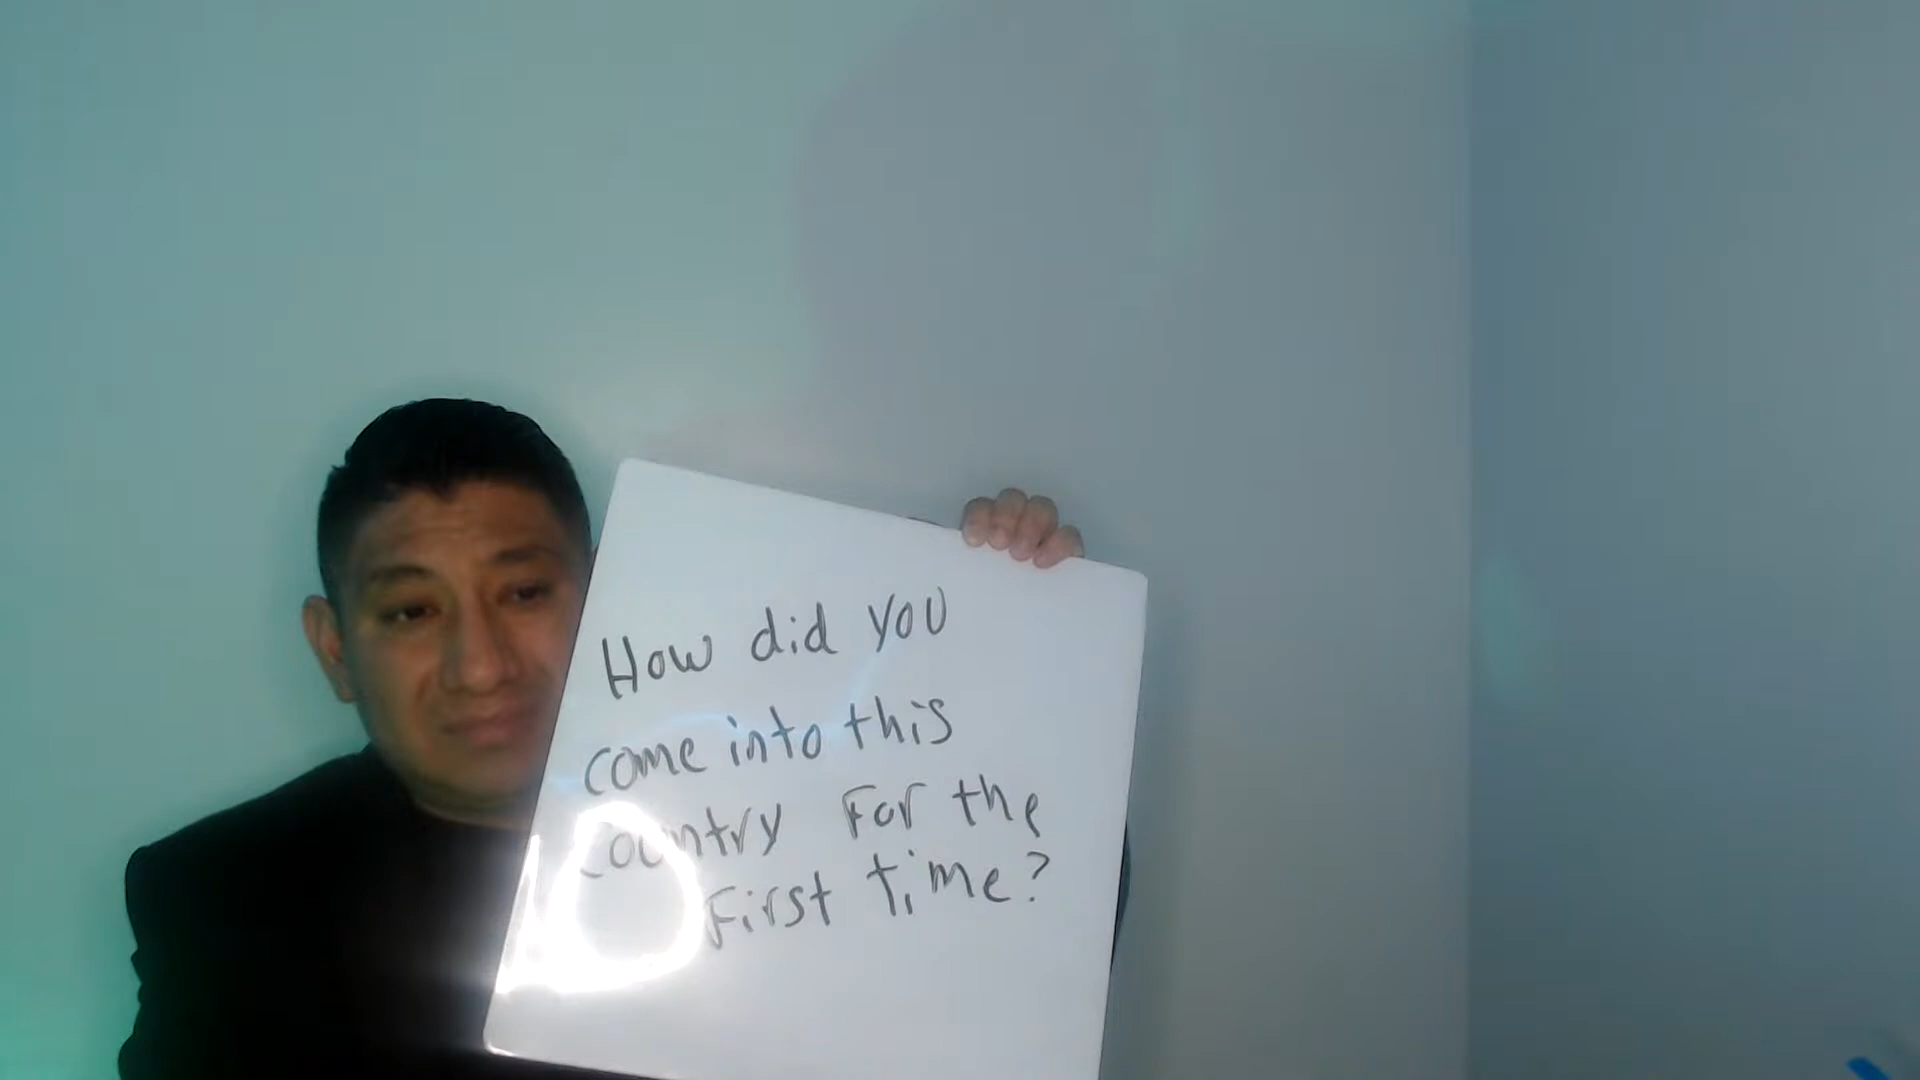 How did you
come into this
country For the
First time?